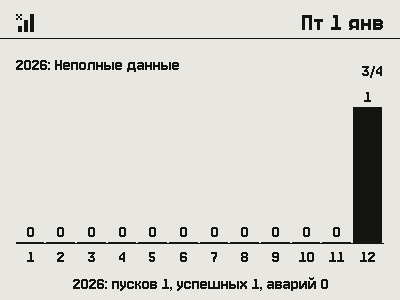 Пт 1 янв
2026: Неполные данные
3/4
1
0 0 0 0 0 0 0 0 0 0 0
1 2 3 4 5 6 7 8 9 10 11 12
2026: пусков 1, успешных 1, аварий 0